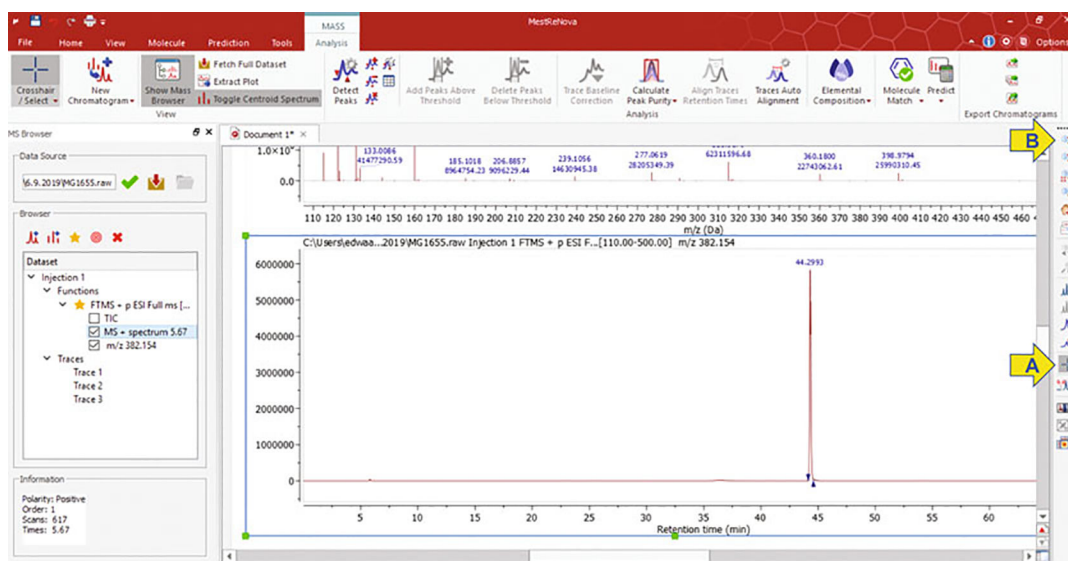 MASS
MestReNova
File Home View Molecule Prediction Tools Analysis
Options
Crosshair / Select
New Chromatogram
Show Mass Browser
Fetch Full Dataset
Extract Plot
Toggle Centroid Spectrum
View
Detect Peaks
Add Peaks Above Threshold
Delete Peaks Below Threshold
Trace Baseline Correction
Calculate Peak Purity
Align Traces Retention Times
Traces Auto Alignment
Elemental Composition
Molecule Match
Predict
Analysis
Export Chromatograms
MS Browser
Document 1*
B
Data Source
\6.9.2019\MG1655.raw
Browser
Dataset
Injection 1
Functions
FTMS + p ESI Full ms [...
TIC
MS + spectrum 5.67
m/z 382.154
Traces
Trace 1
Trace 2
Trace 3
Information
Polarity: Positive
Order: 1
Scans: 617
Times: 5.67
133.0086
41477290.59
185.1018
8964754.23
206.8857
9096229.44
239.1056
14630945.38
277.0619
28205349.39
62311596.68
360.1800
22743062.61
398.9794
25990310.45
0.0
110 120 130 140 150 160 170 180 190 200 210 220 230 240 250 260 270 280 290 300 310 320 330 340 350 360 370 380 390 400 410 420 430 440 450 460
m/z (Da)
C:\Users\edwaa...2019\MG1655.raw Injection 1 FTMS + p ESI F...[110.00-500.00] m/z 382.154
44.2993
6000000
5000000
4000000
3000000
2000000
1000000
0
A
5 10 15 20 25 30 35 40 45 50 55 60
Retention time (min)